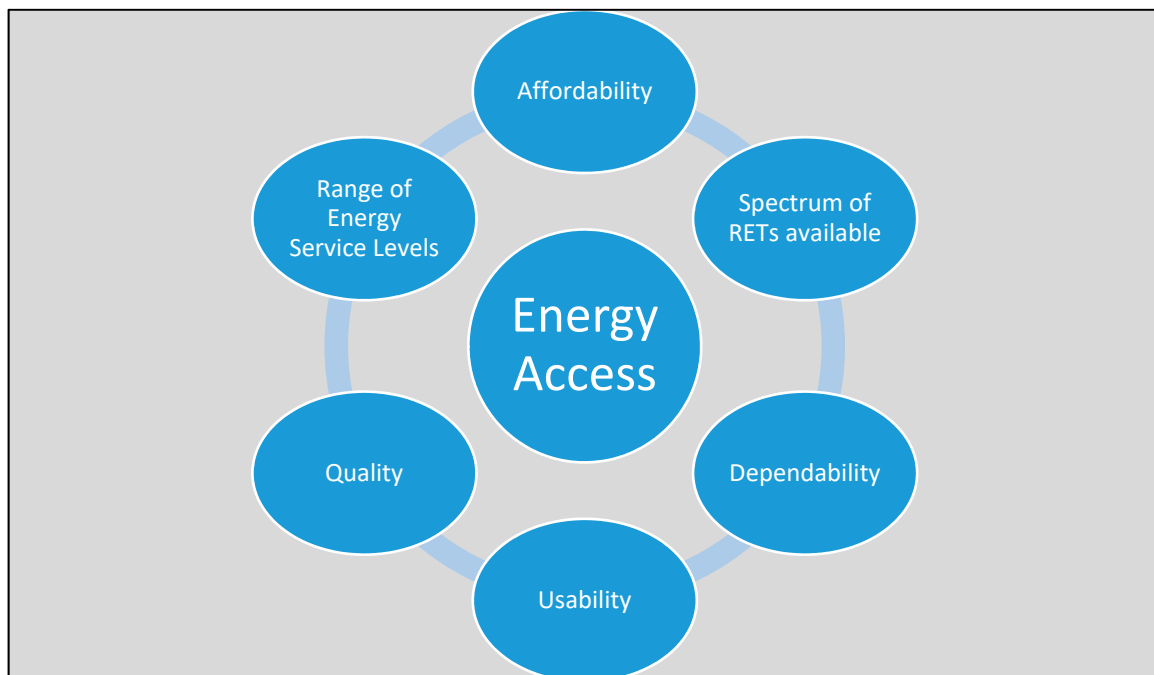 Affordability
Range of
Energy
Service Levels
Spectrum of
RETs available
Energy
Access
Quality
Dependability
Usability